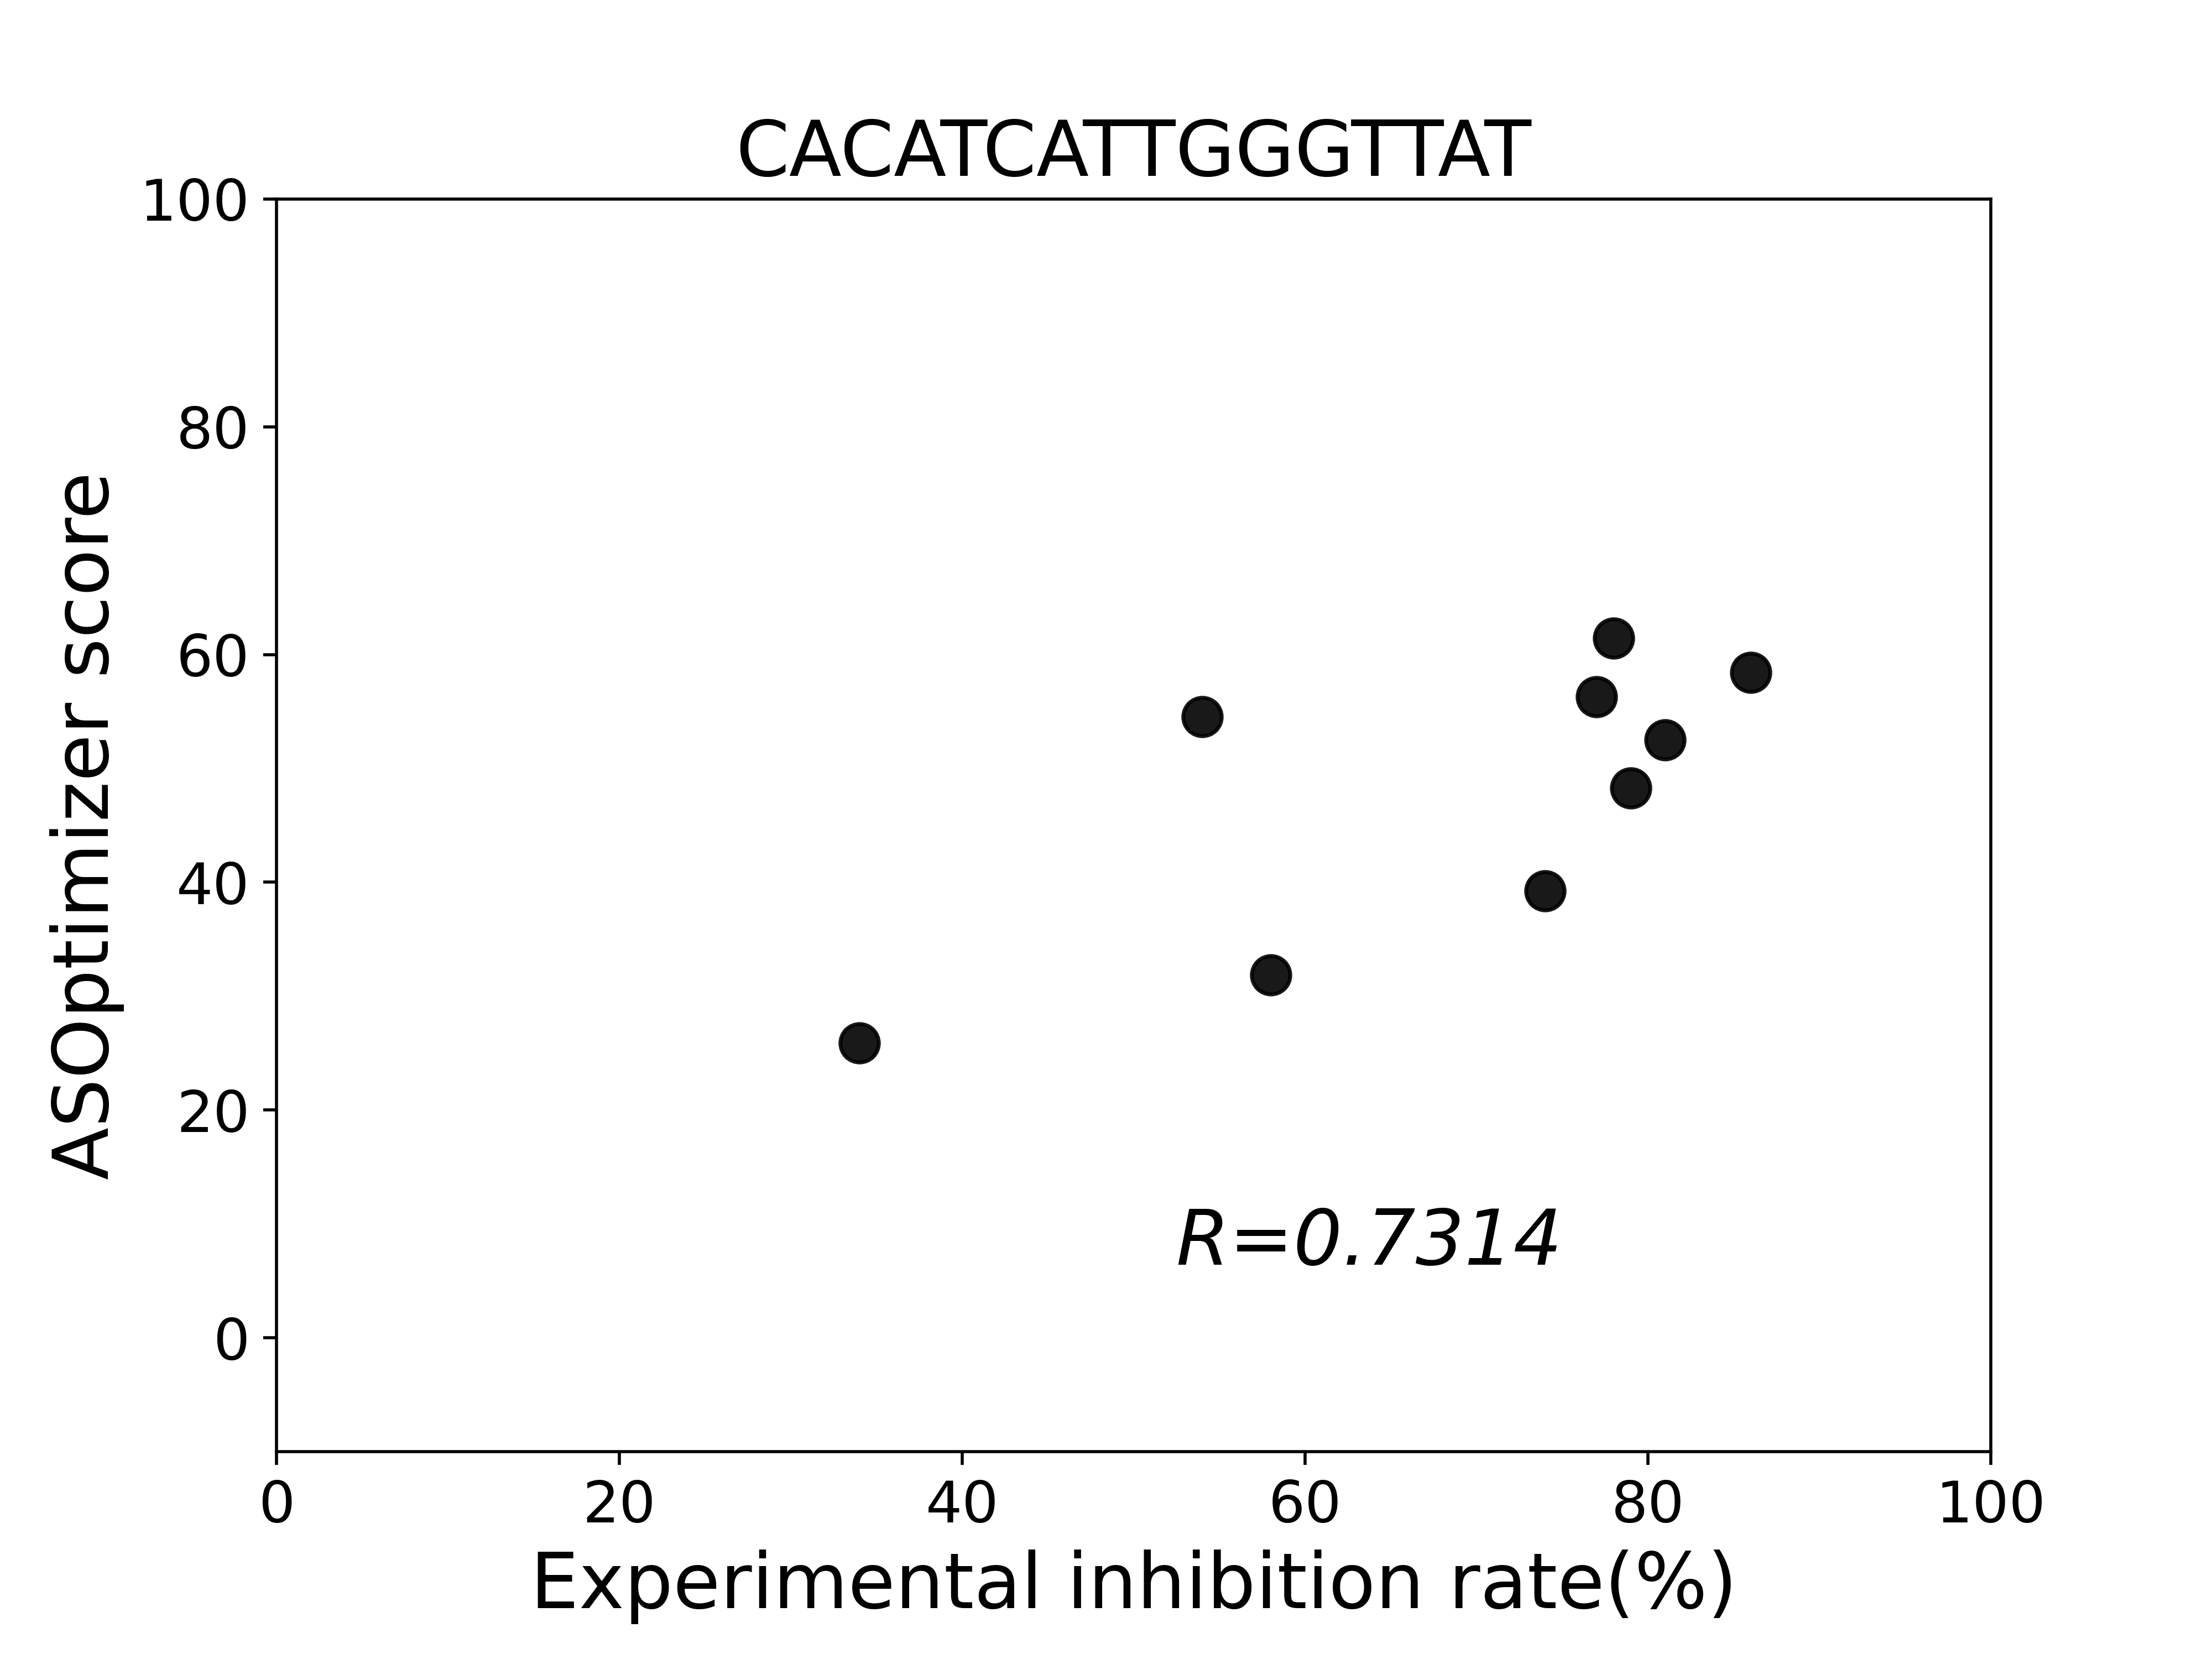 CACATCATTGGGTTAT
100
80
60
40
20
0
ASOptimizer score
R=0.7314
0 20 40 60 80 100
Experimental inhibition rate(%)